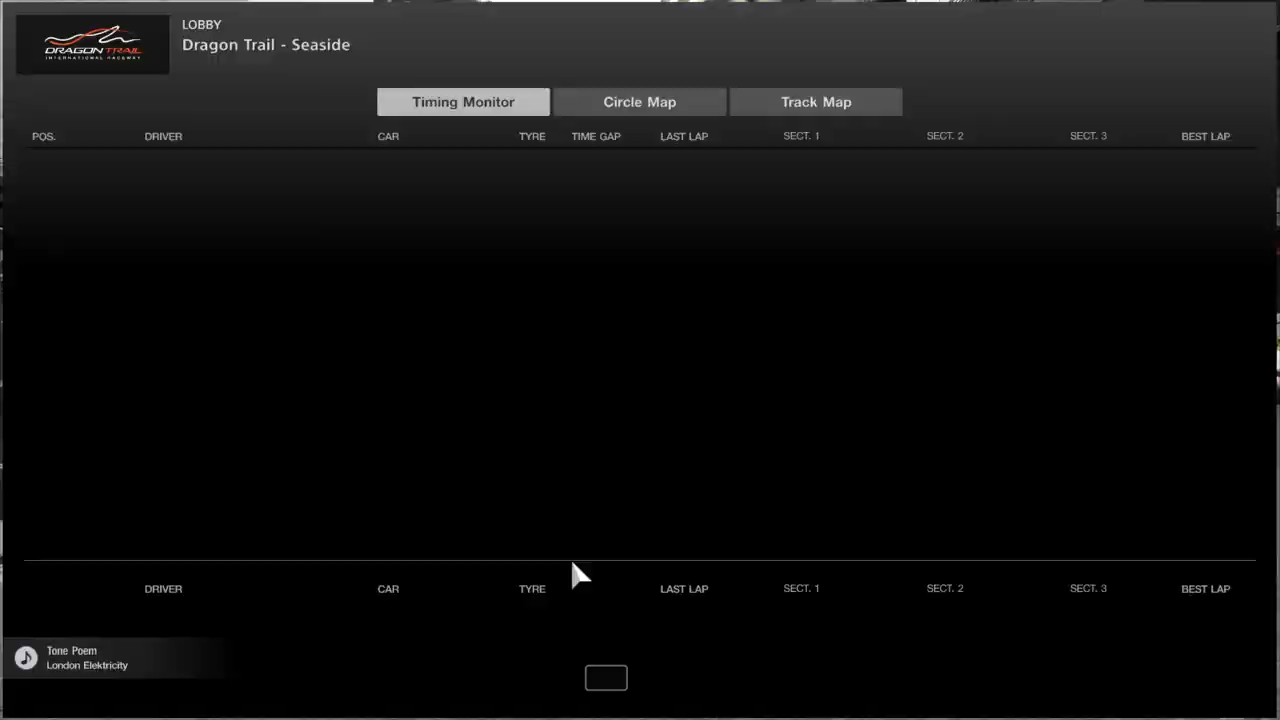 DRAGON TRAIL
INTERNATIONAL RACEWAY
LOBBY
Dragon Trail - Seaside
Timing Monitor Circle Map Track Map
POS. DRIVER CAR TYRE TIME GAP LAST LAP SECT. 1 SECT. 2 SECT. 3 BEST LAP
DRIVER CAR TYRE LAST LAP SECT. 1 SECT. 2 SECT. 3 BEST LAP
Tone Poem
London Elektricity